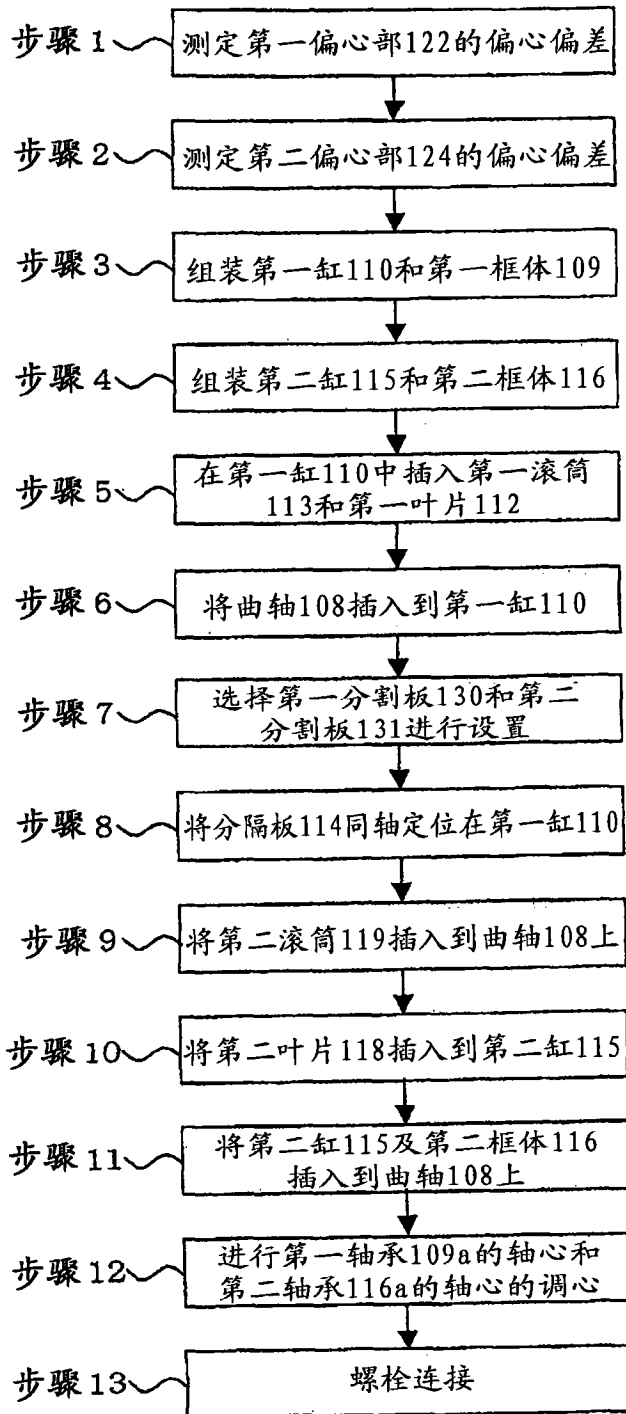 步骤1
测定第一偏心部122的偏心偏差
步骤2
测定第二偏心部124的偏心偏差
步骤3
组装第一缸110和第一框体109
步骤4
组装第二缸115和第二框体116
步骤5
在第一缸110中插入第一滚筒
113和第一叶片112
步骤6
将曲轴108插入到第一缸110
步骤7
选择第一分割板130和第二
分割板131进行设置
步骤8
将分隔板114同轴定位在第一缸110
步骤9
将第二滚筒119插入到曲轴108上
步骤10
将第二叶片118插入到第二缸115
步骤11
将第二缸115及第二框体116
插入到曲轴108上
步骤12
进行第一轴承109a的轴心和
第二轴承116a的轴心的调心
步骤13
螺栓连接